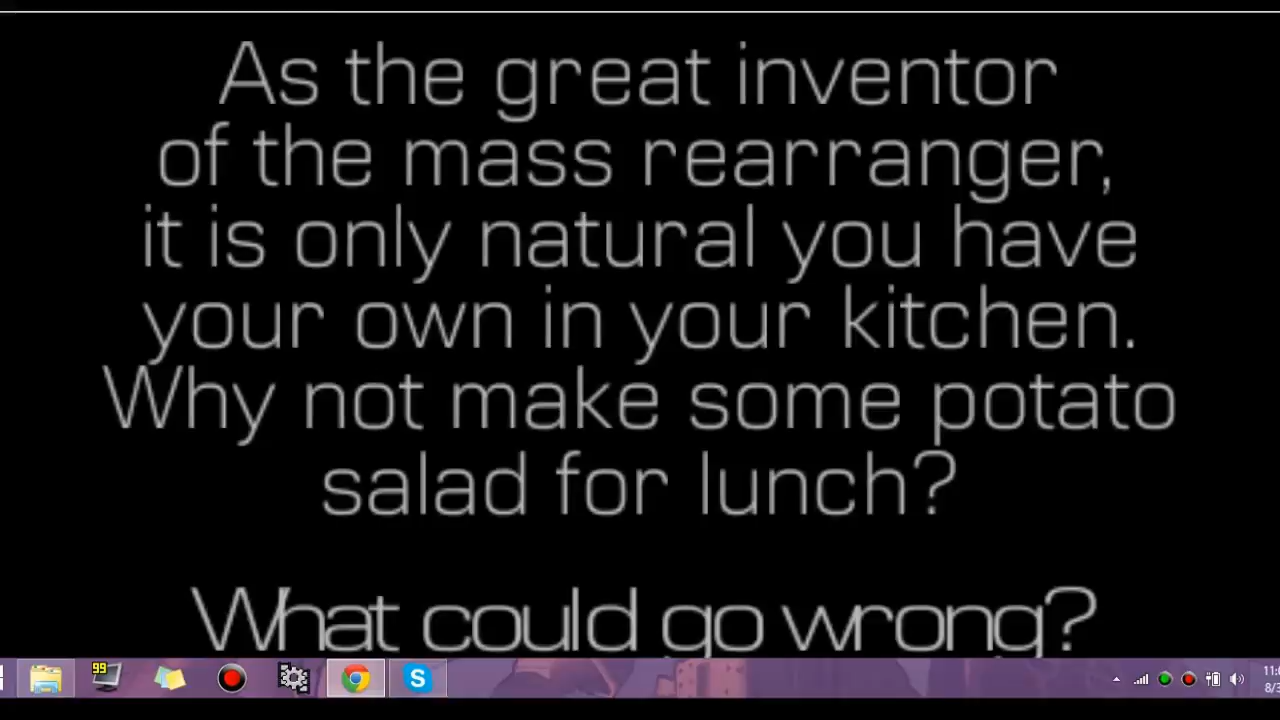 As the great inventor
of the mass rearranger,
it is only natural you have
your own in your kitchen.
Why not make some potato
salad for lunch?
What could go wrong?
99
S